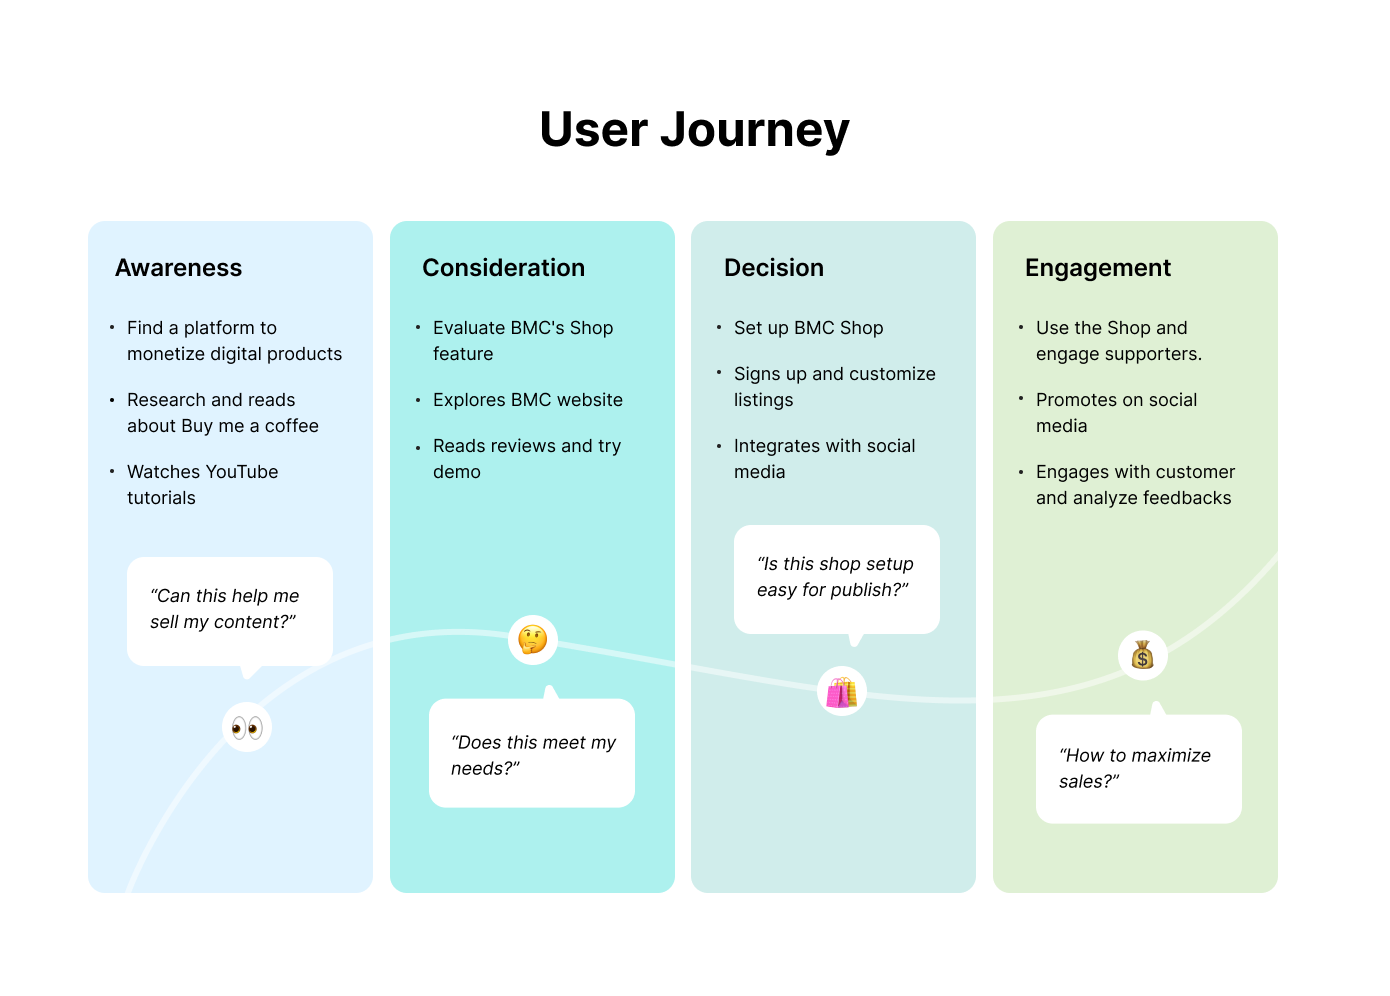 User Journey
Awareness
• Find a platform to
monetize digital products
• Research and reads
about Buy me a coffee
• Watches YouTube
tutorials
“Can this help me
sell my content?”
Consideration
• Evaluate BMC's Shop
feature
• Explores BMC website
• Reads reviews and try
demo
“Does this meet my
needs?”
Decision
• Set up BMC Shop
• Signs up and customize
listings
• Integrates with social
media
“Is this shop setup
easy for publish?”
Engagement
• Use the Shop and
engage supporters.
• Promotes on social
media
• Engages with customer
and analyze feedbacks
“How to maximize
sales?”